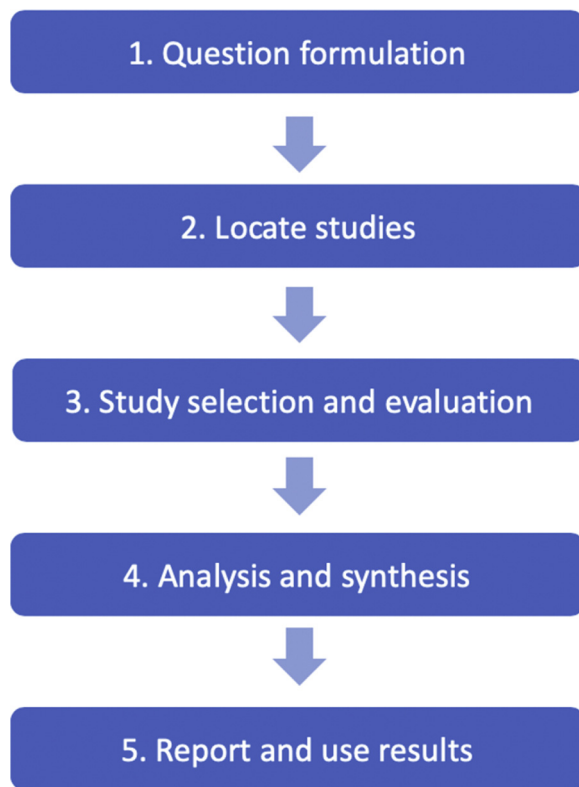 1. Question formulation
2. Locate studies
3. Study selection and evaluation
4. Analysis and synthesis
5. Report and use results